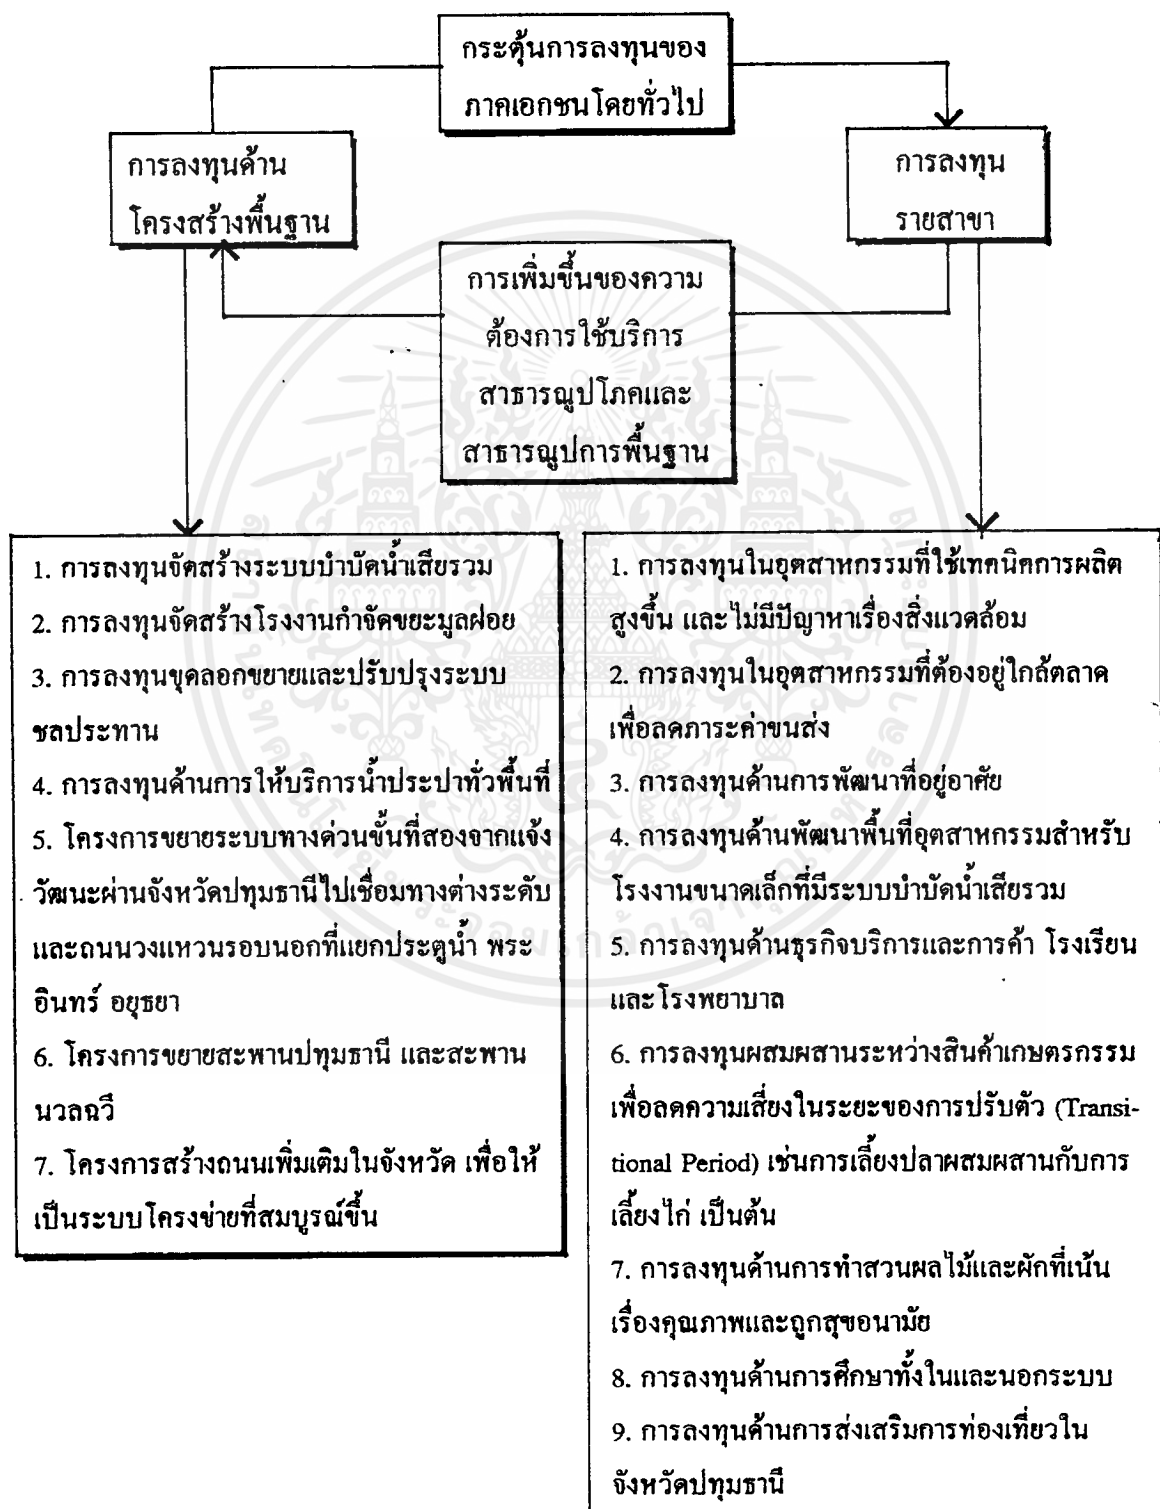 กระตุ้นการลงทุนของ
ภาคเอกชนโดยทั่วไป
การลงทุนด้าน
โครงสร้างพื้นฐาน
การลงทุน
รายสาขา
การเพิ่มขึ้นของความ
ต้องการใช้บริการ
สาธารณูปโภคและ
สาธารณูปการพื้นฐาน
1. การลงทุนจัดสร้างระบบบำบัดน้ำเสียรวม
2. การลงทุนจัดสร้างโรงงานกำจัดขยะมูลฝอย
3. การลงทุนขุดลอกขยายและปรับปรุงระบบ
ชลประทาน
4. การลงทุนด้านการให้บริการน้ำประปาทั่วพื้นที่
5. โครงการขยายระบบทางด่วนขั้นที่สองจากแจ้ง
วัฒนะผ่านจังหวัดปทุมธานีไปเชื่อมทางต่างระดับ
และถนนวงแหวนรอบนอกที่แยกประตูน้ำ พระ
อินทร์ อยุธยา
6. โครงการขยายสะพานปทุมธานี และสะพาน
นวลฉวี
7. โครงการสร้างถนนเพิ่มเติมในจังหวัด เพื่อให้
เป็นระบบโครงข่ายที่สมบูรณ์ขึ้น
1. การลงทุนในอุตสาหกรรมที่ใช้เทคนิคการผลิต
สูงขึ้น และไม่มีปัญหาเรื่องสิ่งแวดล้อม
2. การลงทุนในอุตสาหกรรมที่ต้องอยู่ใกล้ตลาด
เพื่อลดภาระค่าขนส่ง
3. การลงทุนด้านการพัฒนาที่อยู่อาศัย
4. การลงทุนด้านพัฒนาพื้นที่อุตสาหกรรมสำหรับ
โรงงานขนาดเล็กที่มีระบบบำบัดน้ำเสียรวม
5. การลงทุนด้านธุรกิจบริการและการค้า โรงเรียน
และโรงพยาบาล
6. การลงทุนผสมผสานระหว่างสินค้าเกษตรกรรม
เพื่อลดความเสี่ยงในระยะของการปรับตัว (Transi-
tional Period) เช่นการเลี้ยงปลาผสมผสานกับการ
เลี้ยงไก่ เป็นต้น
7. การลงทุนด้านการทำสวนผลไม้และผักที่เน้น
เรื่องคุณภาพและถูกสุขอนามัย
8. การลงทุนด้านการศึกษาทั้งในและนอกระบบ
9. การลงทุนด้านการส่งเสริมการท่องเที่ยวใน
จังหวัดปทุมธานี